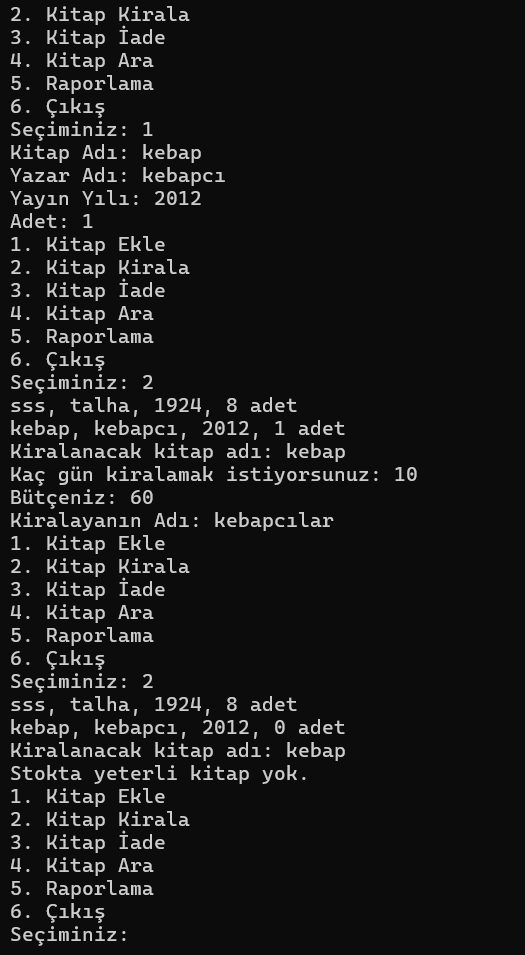 2. Kitap Kirala
3. Kitap İade
4. Kitap Ara
5. Raporlama
6. Çıkış
Seçiminiz: 1
Kitap Adı: kebap
Yazar Adı: kebapcı
Yayın Yılı: 2012
Adet: 1
1. Kitap Ekle
2. Kitap Kirala
3. Kitap İade
4. Kitap Ara
5. Raporlama
6. Çıkış
Seçiminiz: 2
sss, talha, 1924, 8 adet
kebap, kebapcı, 2012, 1 adet
Kiralanacak kitap adı: kebap
Kaç gün kiralamak istiyorsunuz: 10
Bütçeniz: 60
Kiralayanın Adı: kebapcılar
1. Kitap Ekle
2. Kitap Kirala
3. Kitap İade
4. Kitap Ara
5. Raporlama
6. Çıkış
Seçiminiz: 2
sss, talha, 1924, 8 adet
kebap, kebapcı, 2012, 0 adet
Kiralanacak kitap adı: kebap
Stokta yeterli kitap yok.
1. Kitap Ekle
2. Kitap Kirala
3. Kitap İade
4. Kitap Ara
5. Raporlama
6. Çıkış
Seçiminiz: